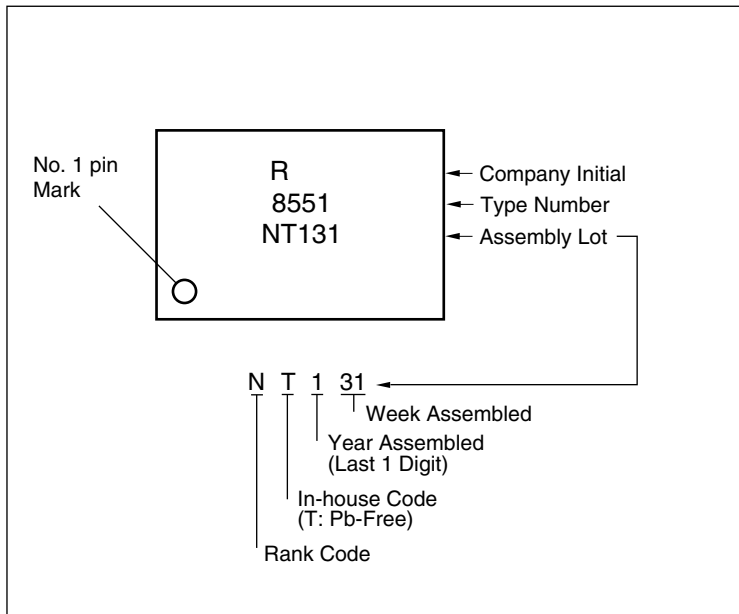 No. 1 pin
Mark
R
8551
NT131
Company Initial
Type Number
Assembly Lot
N T 1 31
Week Assembled
Year Assembled
(Last 1 Digit)
In-house Code
(T: Pb-Free)
Rank Code